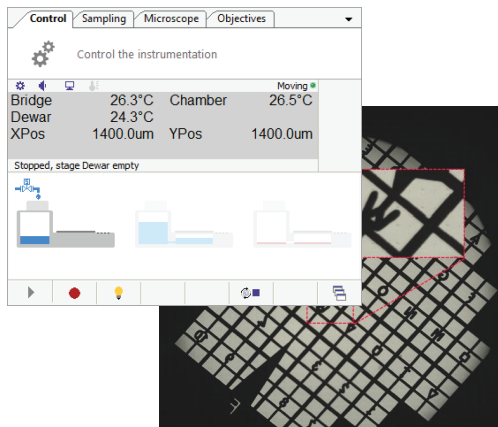 Control Sampling Microscope Objectives
Control the instrumentation
Moving
Bridge 26.3°C Chamber 26.5°C
Dewar 24.3°C
XPos 1400.0um YPos 1400.0um
Stopped, stage Dewar empty